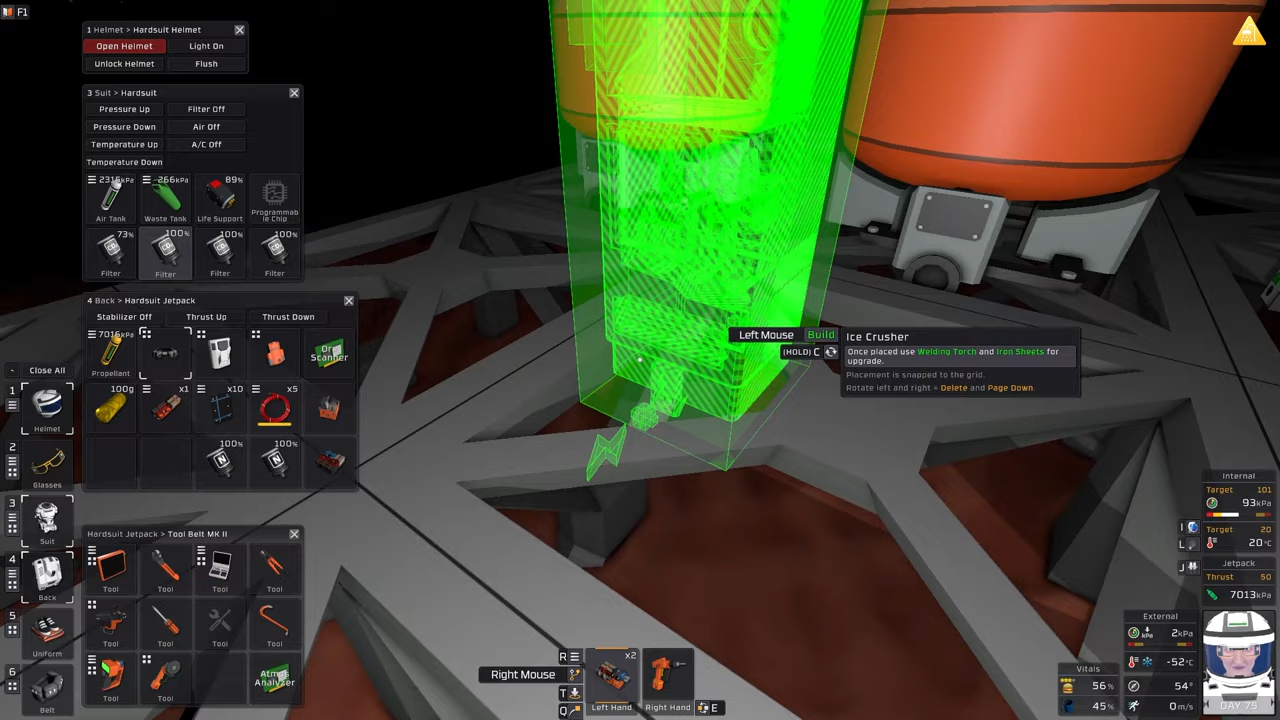 F1
1 Helmet > Hardsuit Helmet
Open Helmet
Light On
Unlock Helmet
Flush
3 Suit > Hardsuit
Pressure Up
Filter Off
Pressure Down
Air Off
Temperature Up
A/C Off
Temperature Down
2315kPa
266kPa
89%
Air Tank
Waste Tank
Life Support
Programmab
le Chip
73%
100%
100%
100%
Filter
Filter
Filter
Filter
4 Back > Hardsuit Jetpack
Stabilizer Off
Thrust Up
Thrust Down
7016kPa
Propellant
Ore
Scanner
100g
x1
x10
x5
100%
100%
Close All
1
Helmet
2
Glasses
3
Suit
4
Back
5
Uniform
6
Belt
Hardsuit Jetpack > Tool Belt MK II
Tool
Tool
Tool
Tool
Tool
Tool
Tool
Tool
Tool
Tool
Atmos
Analyzer
Left Mouse
Build
(HOLD) C
Ice Crusher
Once placed use Welding Torch and Iron Sheets for
upgrade.
Placement is snapped to the grid.
Rotate left and right = Delete and Page Down.
Right Mouse
R
T
Q
x2
Left Hand
Right Hand
E
Internal
Target 101
93kPa
Target 20
20°C
I
L
J
Jetpack
Thrust 50
7013kPa
External
kPa
2kPa
-52°C
54°
0m/s
Vitals
56%
45%
DAY 75